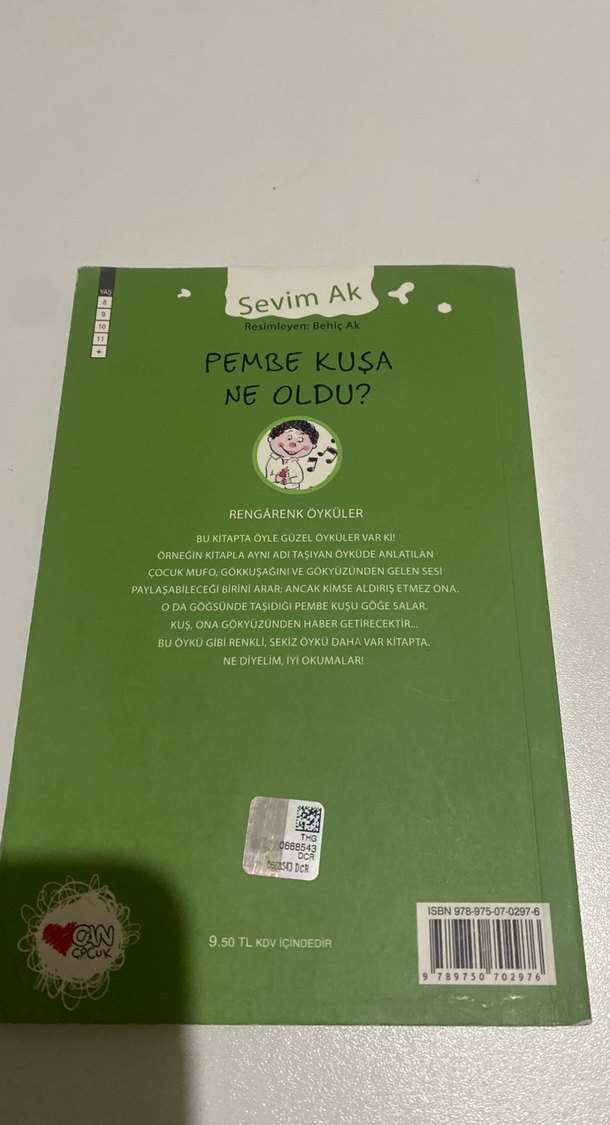 YAŞ
8
9
10
11
+
Sevim Ak
Resimleyen: Behiç Ak
PEMBE KUŞA
NE OLDU?
RENGÂRENK ÖYKÜLER
BU KİTAPTA ÖYLE GÜZEL ÖYKÜLER VAR Kİ!
ÖRNEĞİN KİTAPLA AYNI ADI TAŞIYAN ÖYKÜDE ANLATILAN
ÇOCUK MUFO, GÖKKUŞAĞINI VE GÖKYÜZÜNDEN GELEN SESİ
PAYLAŞABİLECEĞİ BİRİNİ ARAR; ANCAK KİMSE ALDIRIŞ ETMEZ ONA.
O DA GÖĞSÜNDE TAŞIDIĞI PEMBE KUŞU GÖĞE SALAR.
KUŞ, ONA GÖKYÜZÜNDEN HABER GETİRECEKTİR...
BU ÖYKÜ GİBİ RENKLİ, SEKİZ ÖYKÜ DAHA VAR KİTAPTA.
NE DİYELİM, İYİ OKUMALAR!
THG
0668543
DCR
0668543 DCR
CAN
ÇOCUK
9.50 TL KDV İÇİNDEDİR
ISBN 978-975-07-0297-6
9 789750 702976